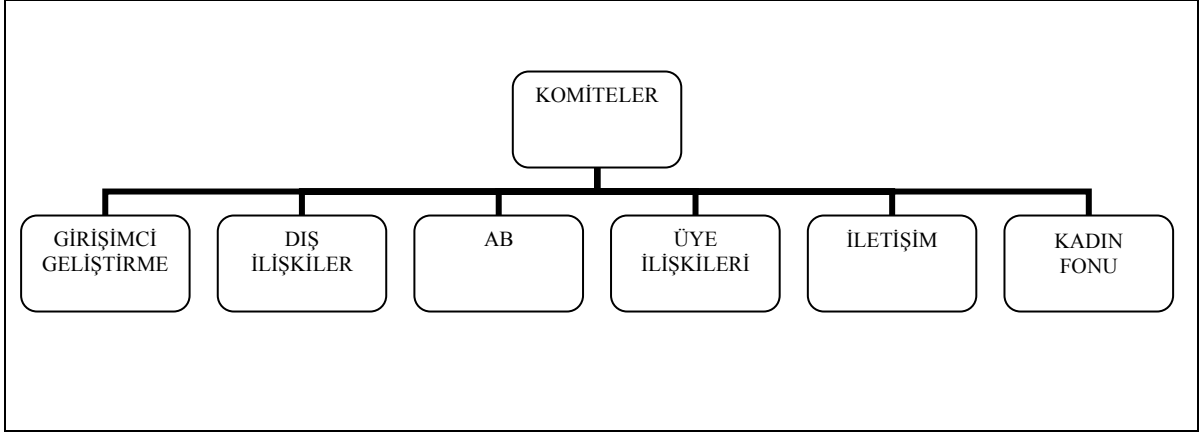 KOMİTELER
GİRİŞİMCİ
GELİŞTİRME
DIŞ
İLİŞKİLER
AB
ÜYE
İLİŞKİLERİ
İLETİŞİM
KADIN
FONU